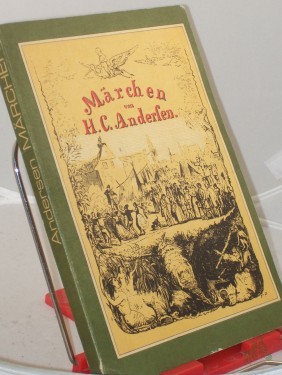 Märchen
von
H.C. Andersen.
Andersen MÄRCHEN